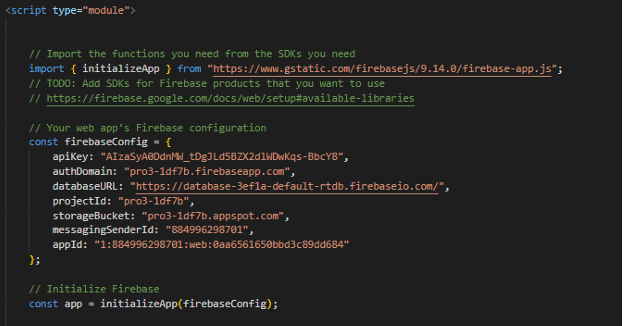 <script type="module">
// Import the functions you need from the SDKs you need
import { initializeApp } from "https://www.gstatic.com/firebasejs/9.14.0/firebase-app.js";
// TODO: Add SDKs for Firebase products that you want to use
// https://firebase.google.com/docs/web/setup#available-libraries
// Your web app's Firebase configuration
const firebaseConfig = {
apiKey: "AIzaSyA0DdnMW_tDgJLd5BZX2dlWDwKqs-BbcY8",
authDomain: "pro3-1df7b.firebaseapp.com",
databaseURL: "https://database-3ef1a-default-rtdb.firebaseio.com/",
projectId: "pro3-1df7b",
storageBucket: "pro3-1df7b.appspot.com",
messagingSenderId: "884996298701",
appId: "1:884996298701:web:0aa6561650bbd3c89dd684"
};
// Initialize Firebase
const app = initializeApp(firebaseConfig);